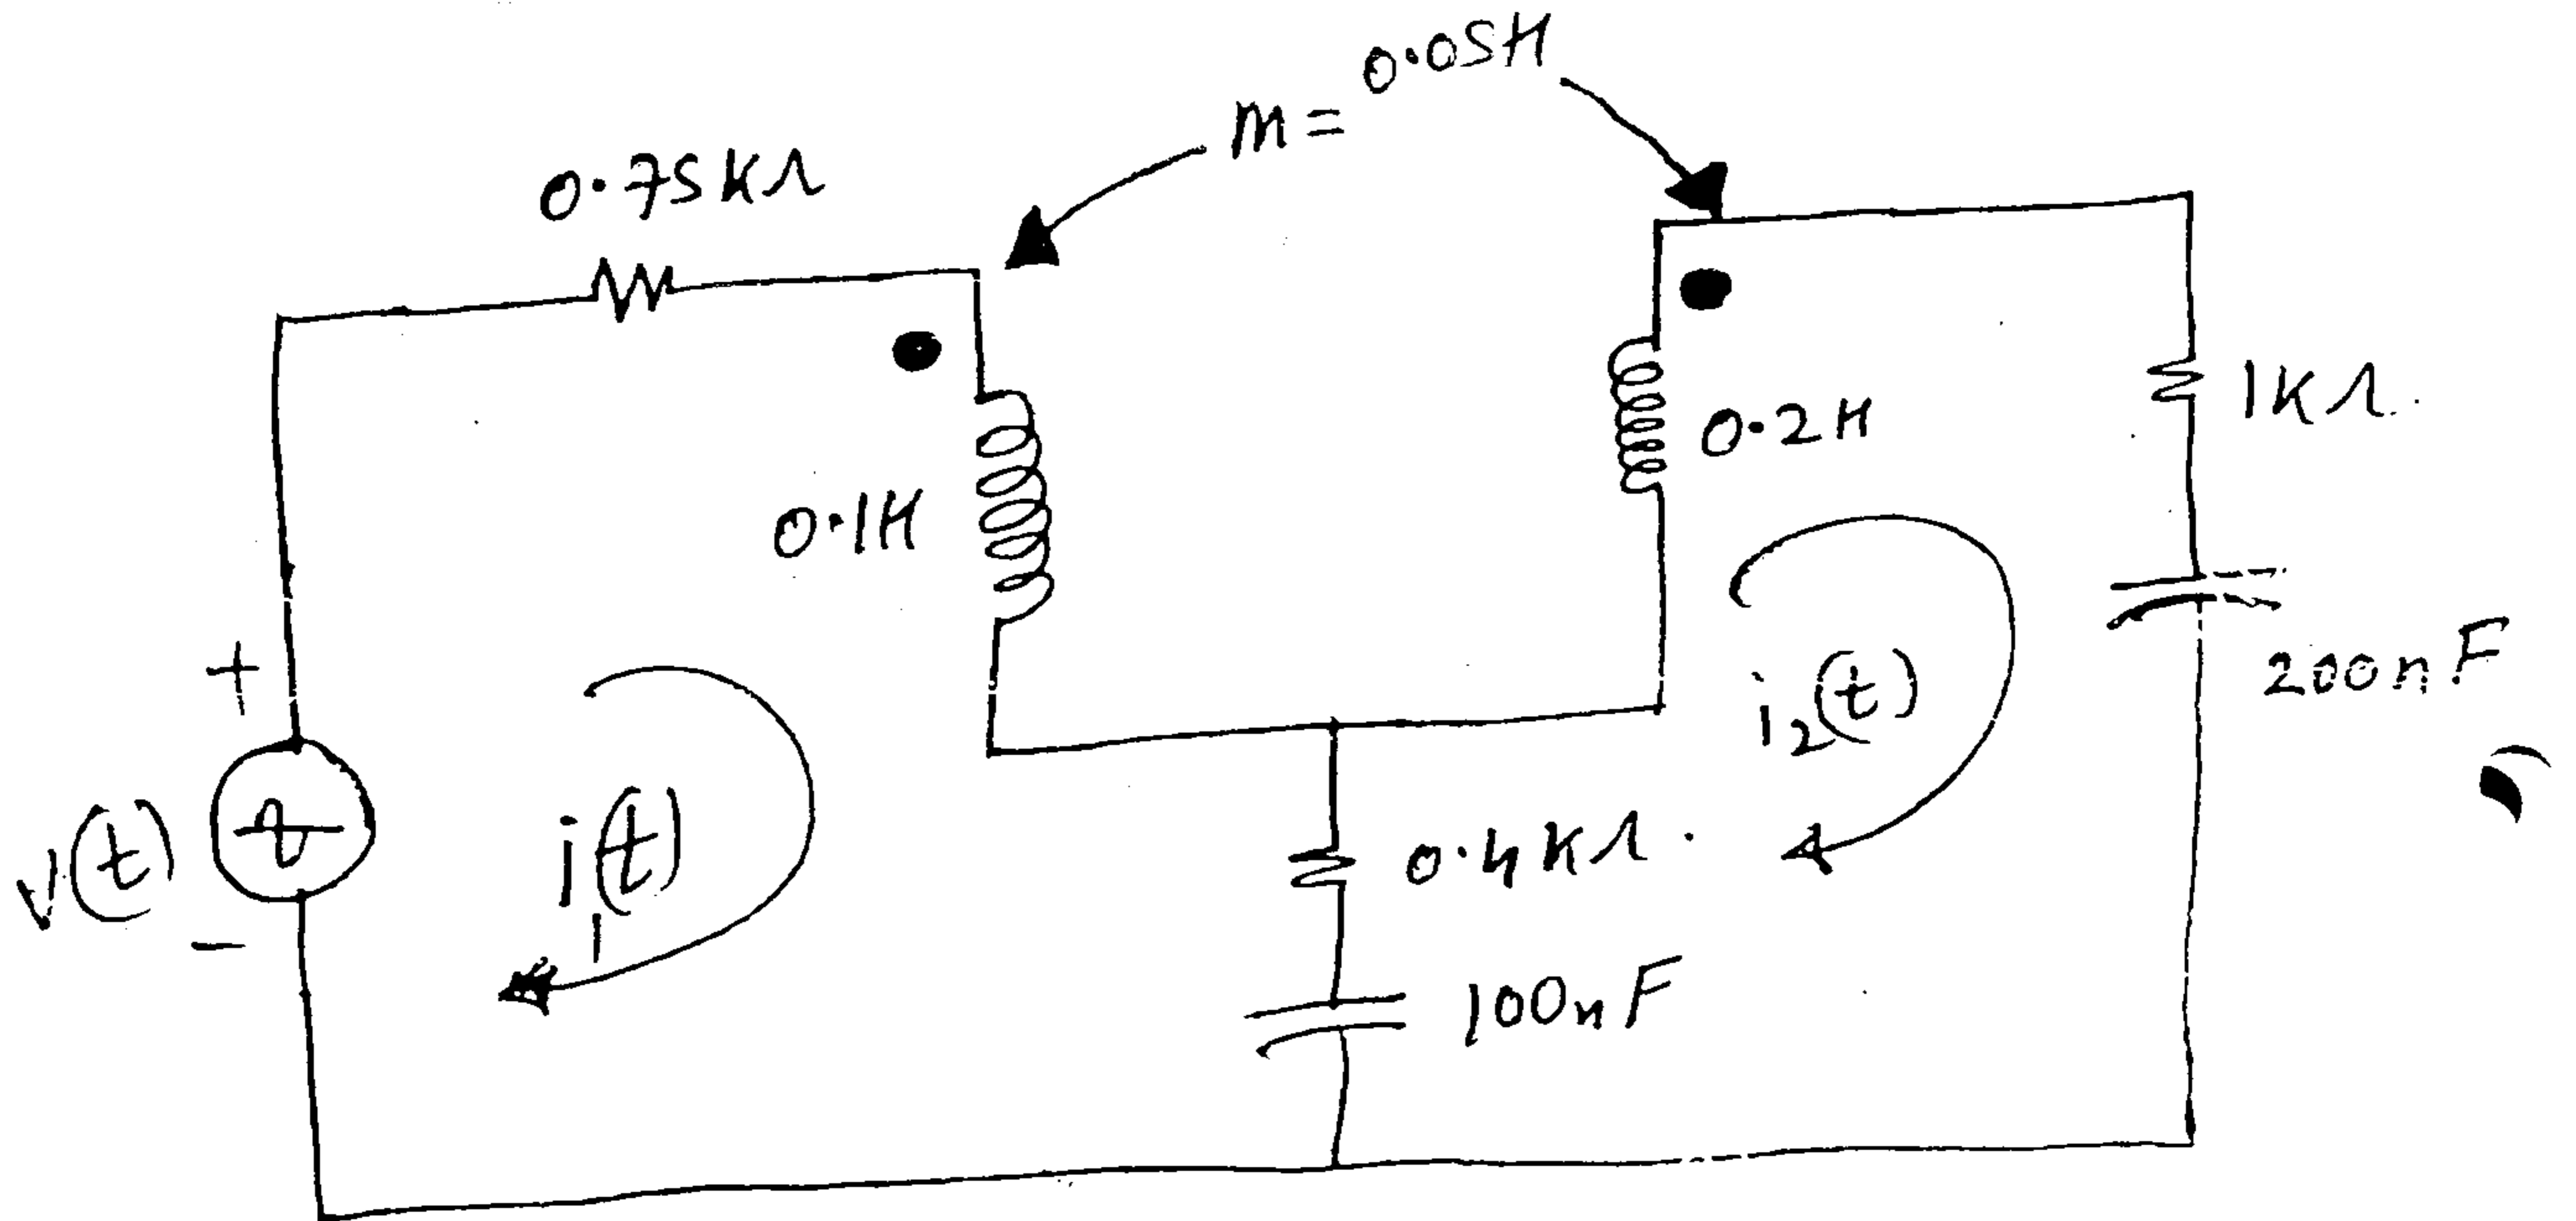 m = 0.05H
0.75KΩ
0.1H
0.2H
1KΩ
+
v(t)
-
i₁(t)
i₂(t)
200nF
0.4KΩ
100nF